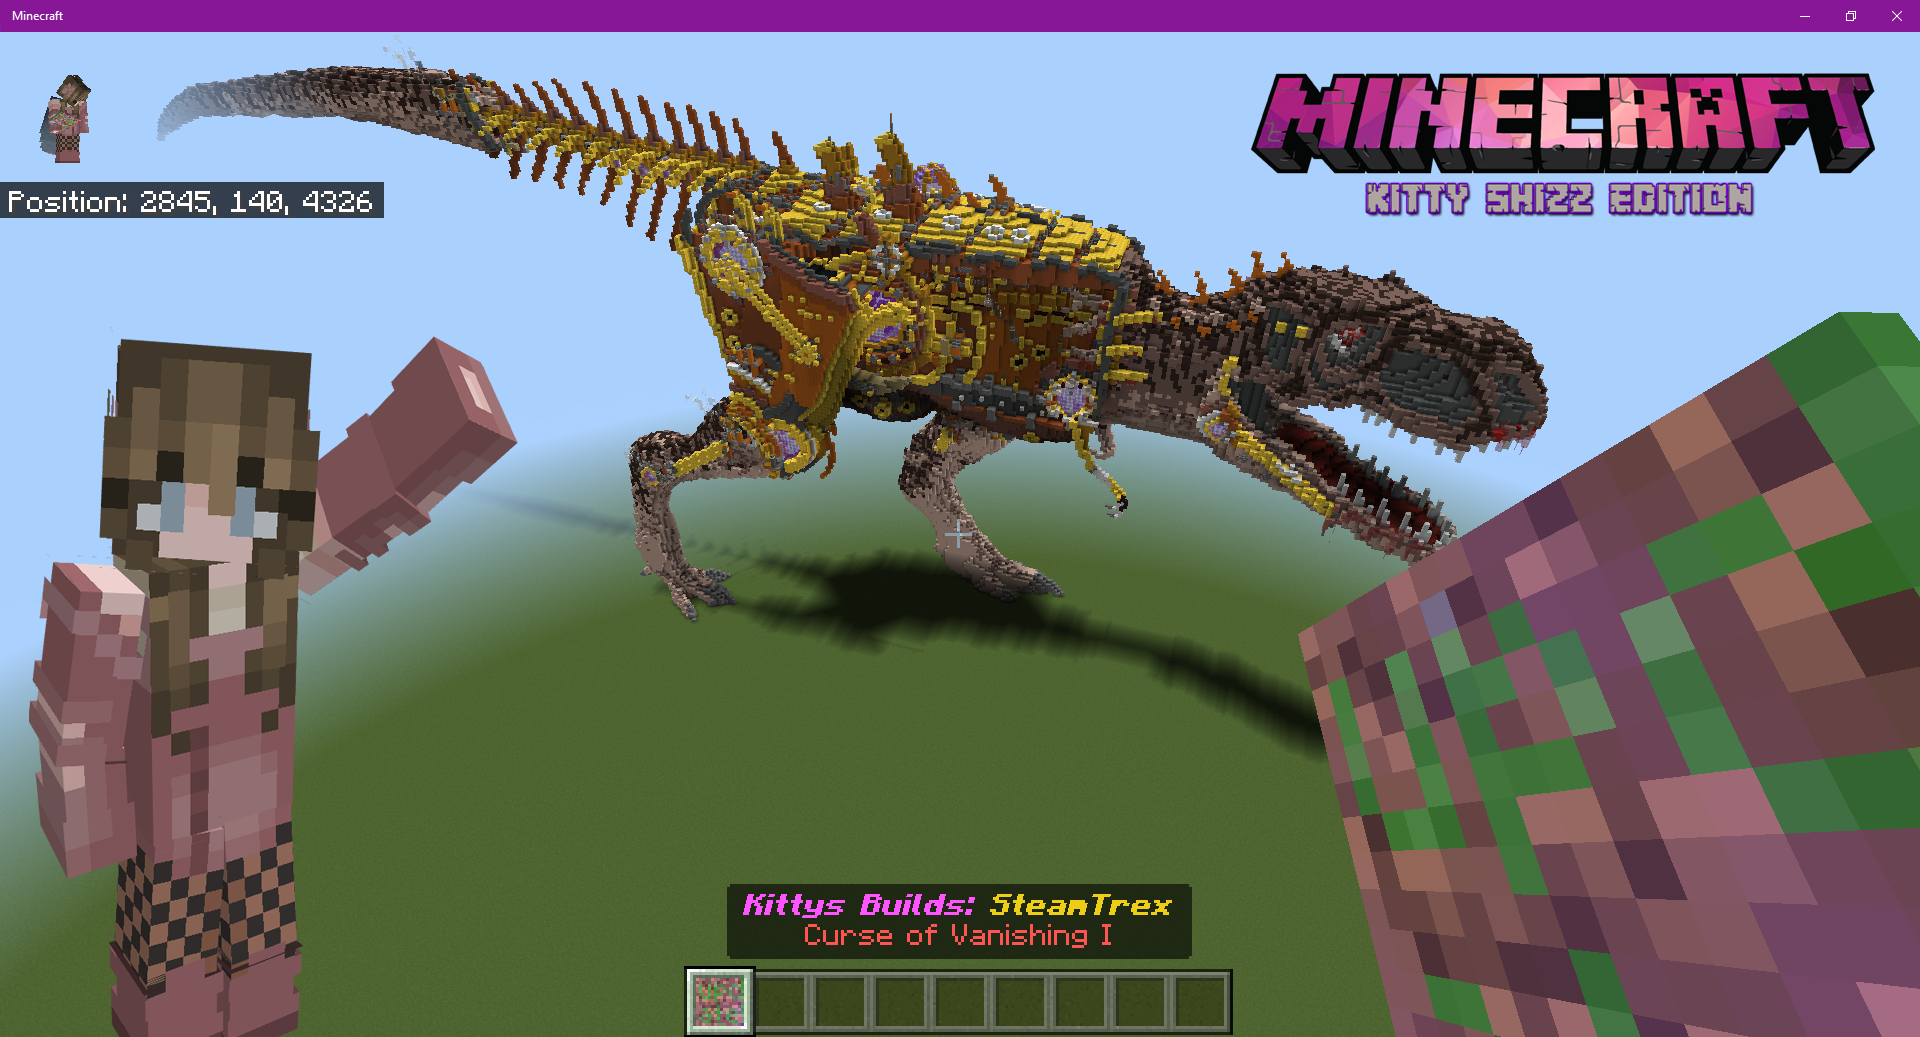 Minecraft
MINECRAFT
KITTY SHIZZ EDITION
Position: 2845, 140, 4326
Kittys Builds: SteamTrex
Curse of Vanishing I